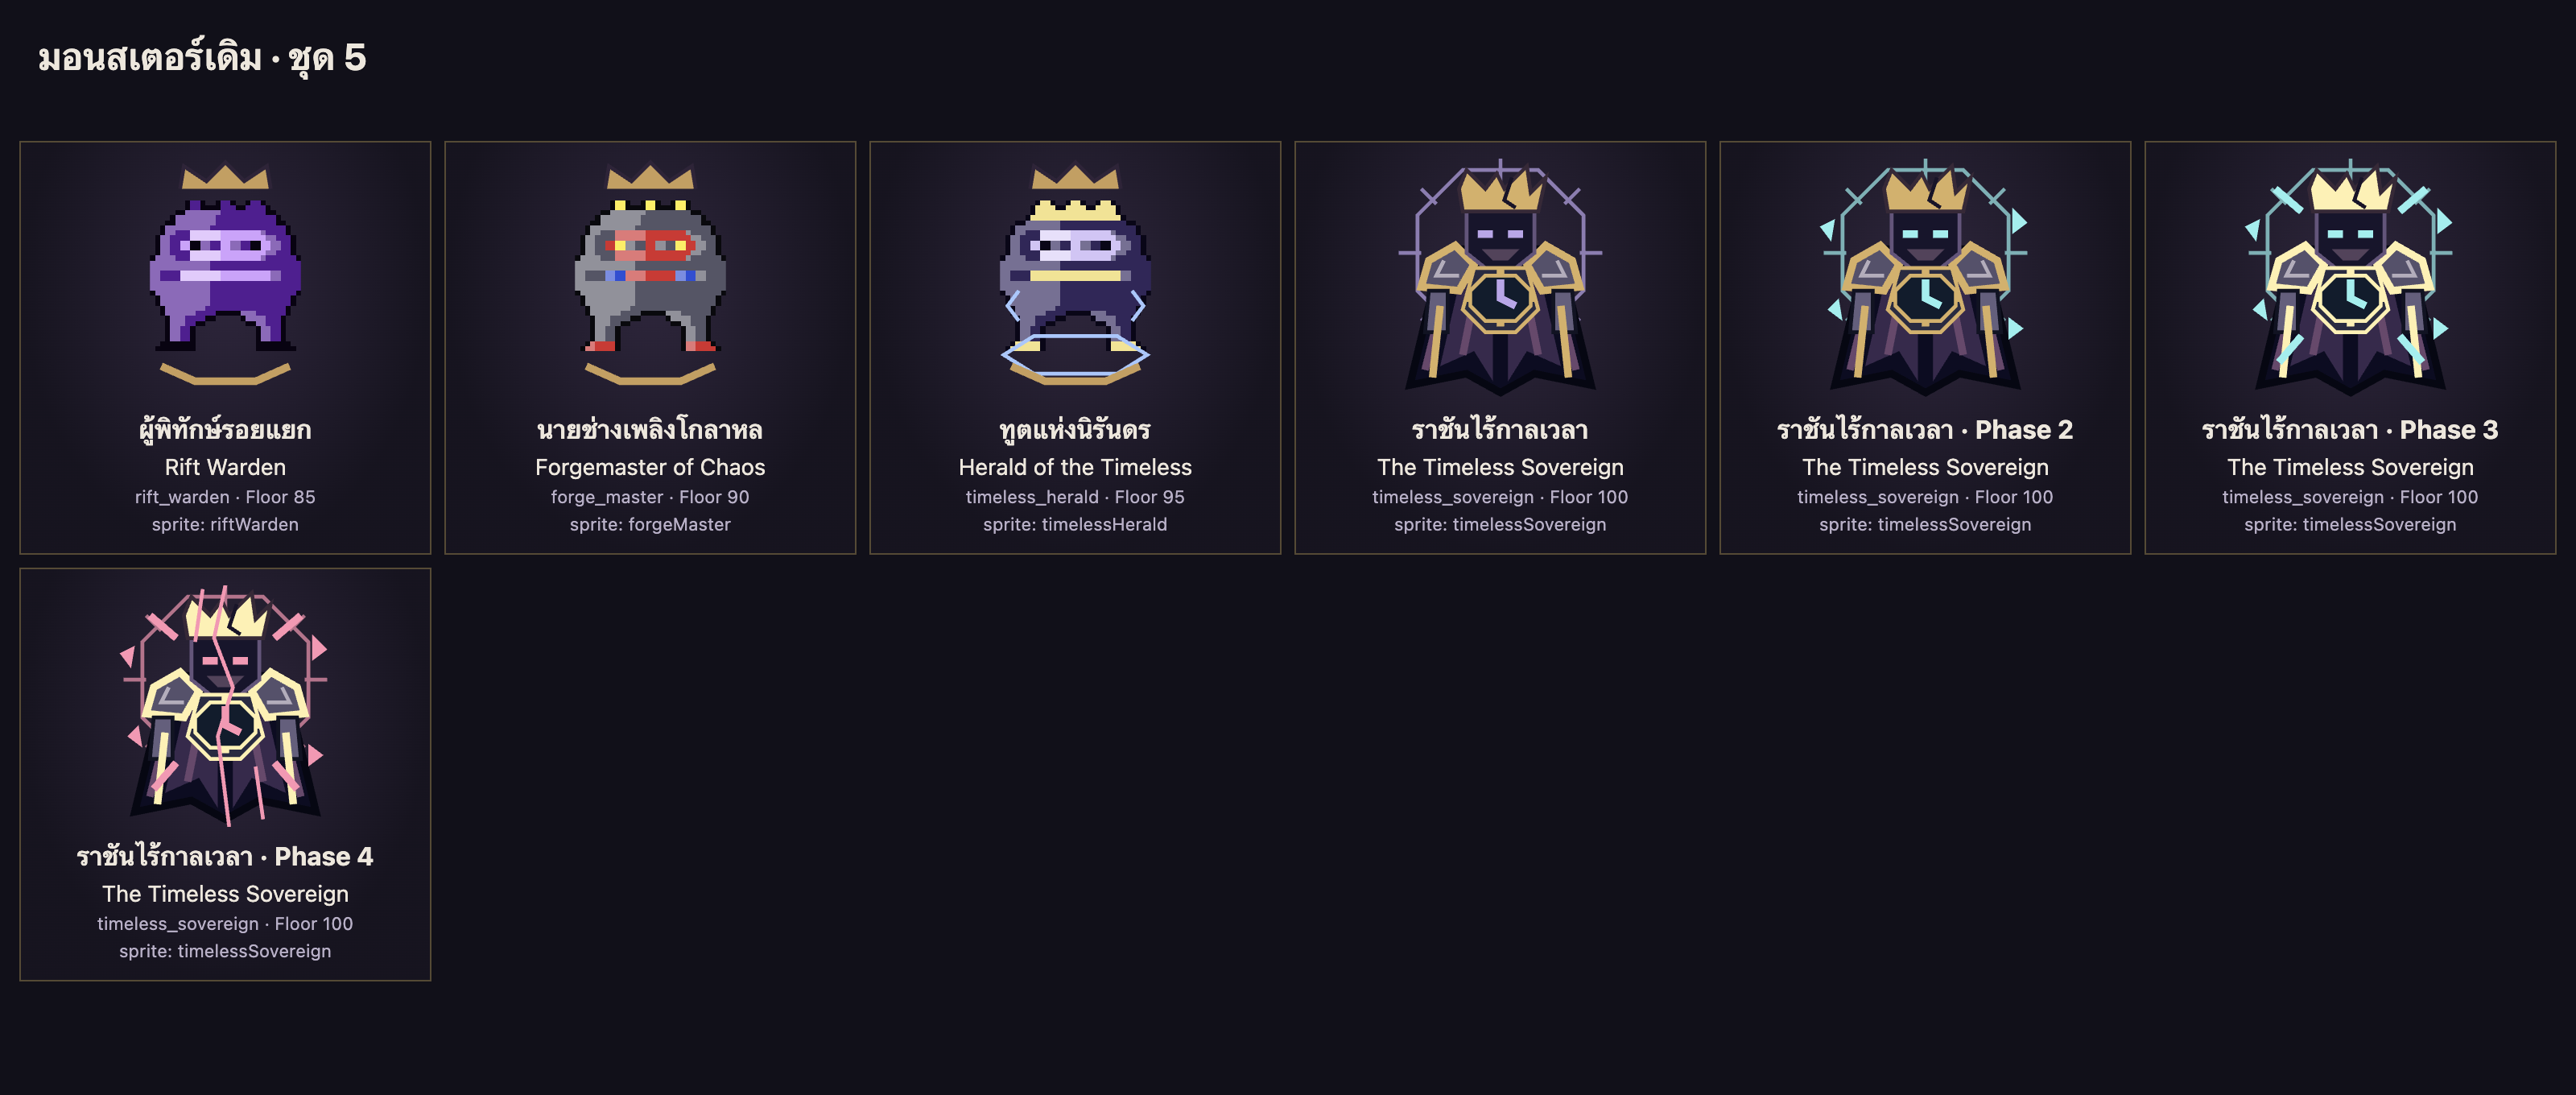 มอนสเตอร์เดิม · ชุด 5
ผู้พิทักษ์รอยแยก
Rift Warden
rift_warden · Floor 85
sprite: riftWarden
นายช่างเพลิงโกลาหล
Forgemaster of Chaos
forge_master · Floor 90
sprite: forgeMaster
ทูตแห่งนิรันดร
Herald of the Timeless
timeless_herald · Floor 95
sprite: timelessHerald
ราชันไร้กาลเวลา
The Timeless Sovereign
timeless_sovereign · Floor 100
sprite: timelessSovereign
ราชันไร้กาลเวลา · Phase 2
The Timeless Sovereign
timeless_sovereign · Floor 100
sprite: timelessSovereign
ราชันไร้กาลเวลา · Phase 3
The Timeless Sovereign
timeless_sovereign · Floor 100
sprite: timelessSovereign
ราชันไร้กาลเวลา · Phase 4
The Timeless Sovereign
timeless_sovereign · Floor 100
sprite: timelessSovereign